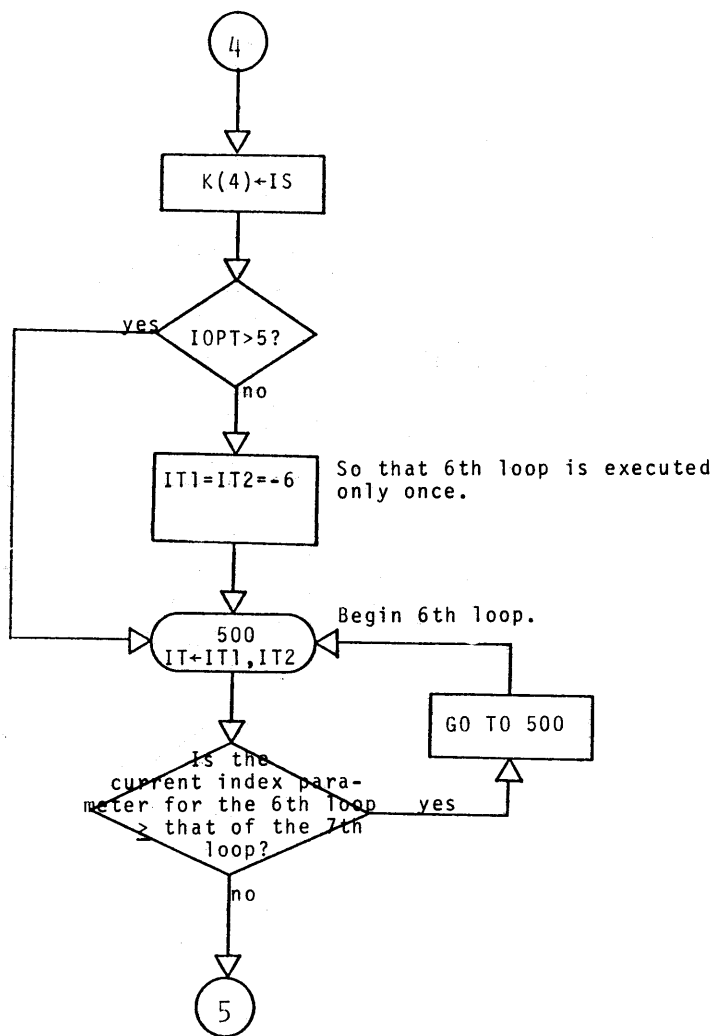 4
K(4)←IS
yes
IOPT>5?
no
IT1=IT2=-6
So that 6th loop is executed
only once.
Begin 6th loop.
500
IT←IT1,IT2
GO TO 500
Is the
current index para-
meter for the 6th loop
≥ that of the 7th
loop?
yes
no
5